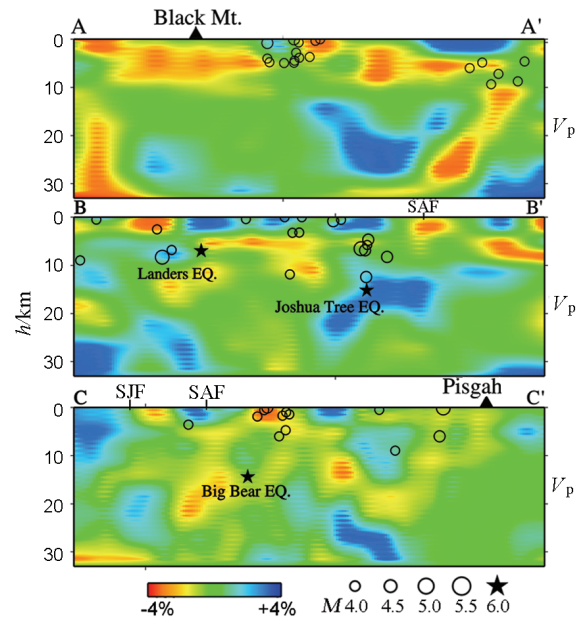 Black Mt.
A A'
0
10
20
30
Vp
SAF
B B'
0
10
20
30
Landers EQ.
Joshua Tree EQ.
h/km
Vp
SJF SAF Pisgah
C C'
0
10
20
30
Big Bear EQ.
Vp
-4% +4%
M 4.0 4.5 5.0 5.5 6.0